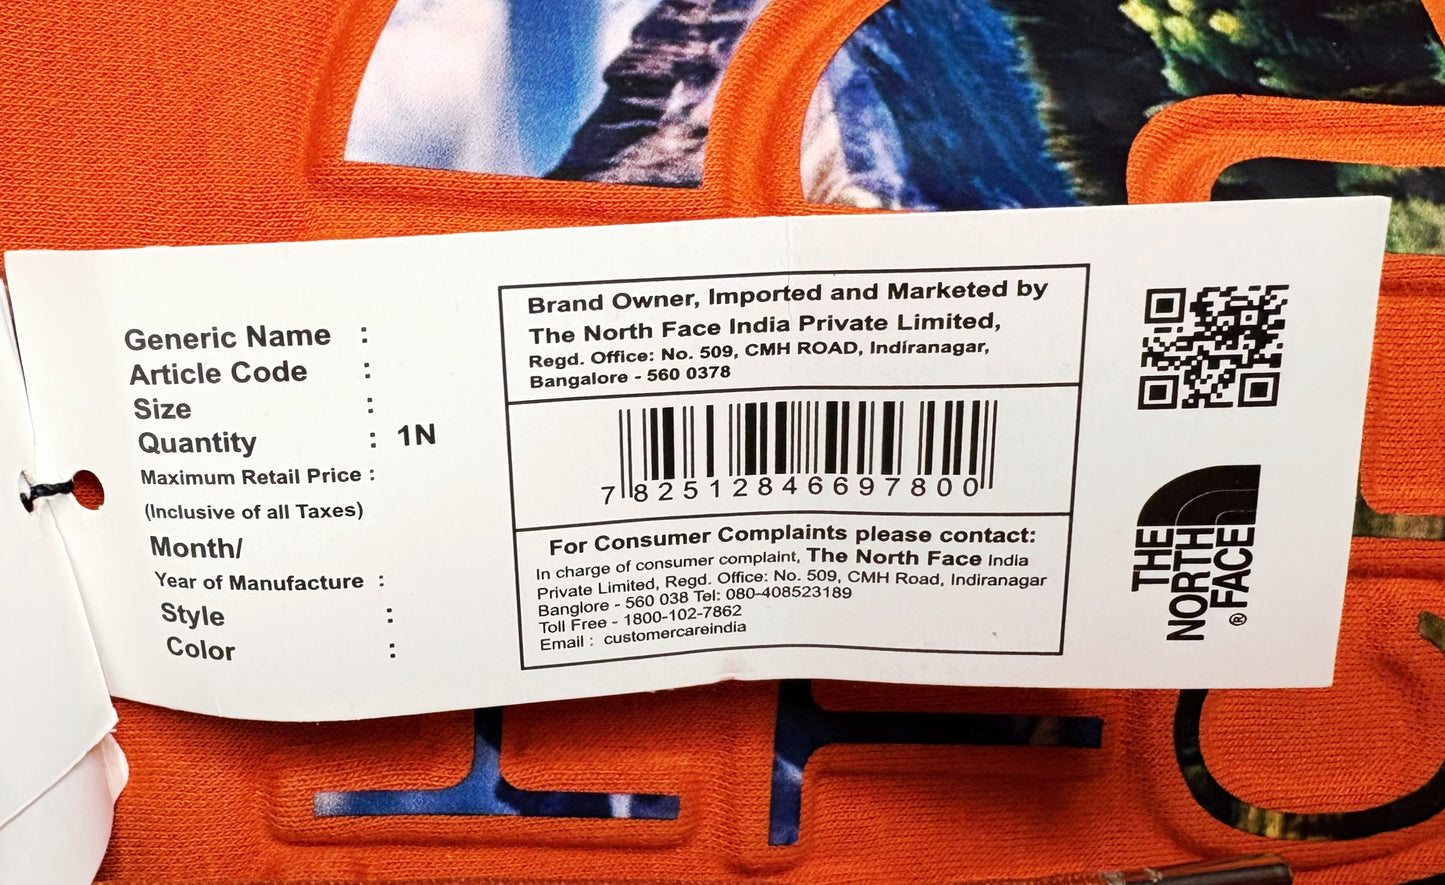 Generic Name :
Article Code :
Size :
Quantity : 1N
Maximum Retail Price :
(Inclusive of all Taxes)
Month/
Year of Manufacture :
Style :
Color :
Brand Owner, Imported and Marketed by
The North Face India Private Limited,
Regd. Office: No. 509, CMH ROAD, Indiranagar,
Bangalore - 560 0378
7 825128 4669 7800
For Consumer Complaints please contact:
In charge of consumer complaint, The North Face India
Private Limited, Regd. Office: No. 509, CMH Road, Indiranagar
Banglore - 560 038 Tel: 080-408523189
Toll Free - 1800-102-7862
Email : customercareindia
THE
NORTH
FACE ®